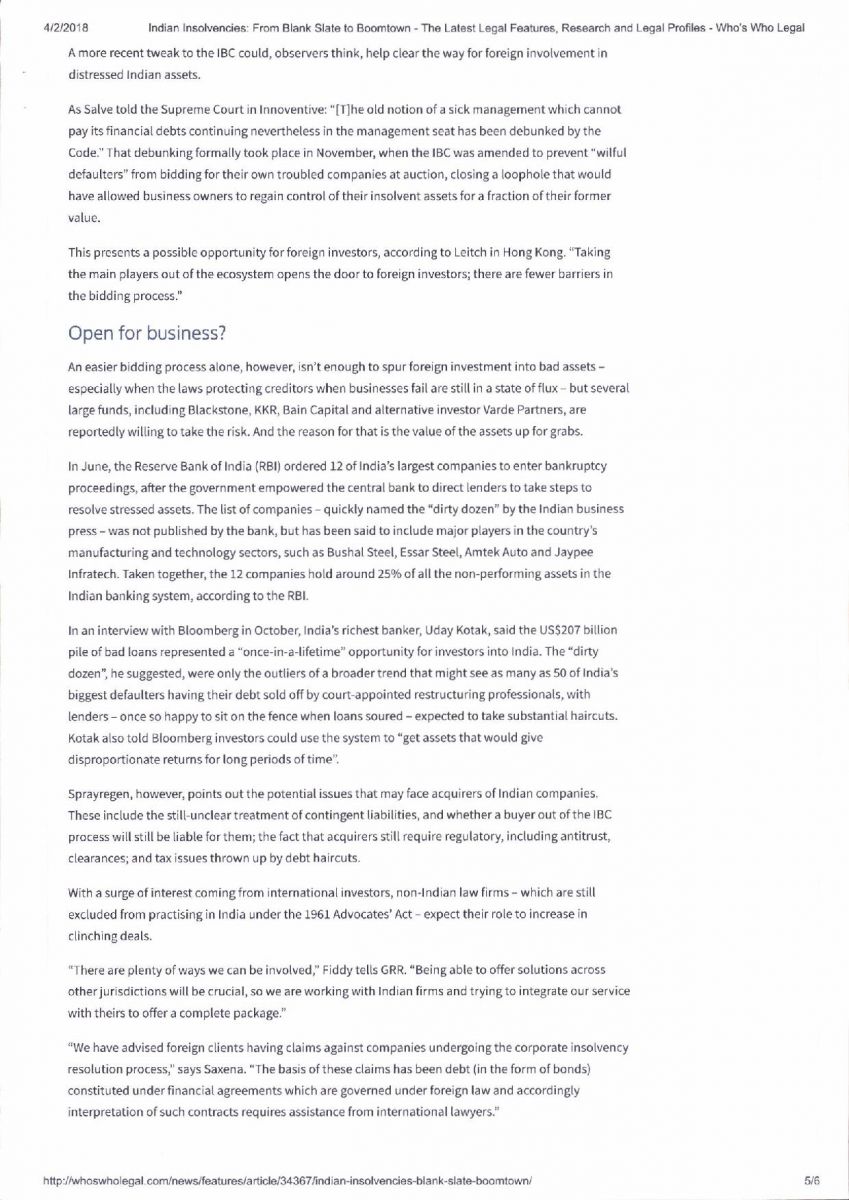 4/2/2018 Indian Insolvencies: From Blank Slate to Boomtown - The Latest Legal Features, Research and Legal Profiles - Who's Who Legal
A more recent tweak to the IBC could, observers think, help clear the way for foreign involvement in
distressed Indian assets.
As Salve told the Supreme Court in Innoventive: “[T]he old notion of a sick management which cannot
pay its financial debts continuing nevertheless in the management seat has been debunked by the
Code.” That debunking formally took place in November, when the IBC was amended to prevent “wilful
defaulters” from bidding for their own troubled companies at auction, closing a loophole that would
have allowed business owners to regain control of their insolvent assets for a fraction of their former
value.
This presents a possible opportunity for foreign investors, according to Leitch in Hong Kong. “Taking
the main players out of the ecosystem opens the door to foreign investors; there are fewer barriers in
the bidding process.”
Open for business?
An easier bidding process alone, however, isn’t enough to spur foreign investment into bad assets –
especially when the laws protecting creditors when businesses fail are still in a state of flux – but several
large funds, including Blackstone, KKR, Bain Capital and alternative investor Varde Partners, are
reportedly willing to take the risk. And the reason for that is the value of the assets up for grabs.
In June, the Reserve Bank of India (RBI) ordered 12 of India’s largest companies to enter bankruptcy
proceedings, after the government empowered the central bank to direct lenders to take steps to
resolve stressed assets. The list of companies – quickly named the “dirty dozen” by the Indian business
press – was not published by the bank, but has been said to include major players in the country’s
manufacturing and technology sectors, such as Bushal Steel, Essar Steel, Amtek Auto and Jaypee
Infratech. Taken together, the 12 companies hold around 25% of all the non-performing assets in the
Indian banking system, according to the RBI.
In an interview with Bloomberg in October, India’s richest banker, Uday Kotak, said the US$207 billion
pile of bad loans represented a “once-in-a-lifetime” opportunity for investors into India. The “dirty
dozen”, he suggested, were only the outliers of a broader trend that might see as many as 50 of India’s
biggest defaulters having their debt sold off by court-appointed restructuring professionals, with
lenders – once so happy to sit on the fence when loans soured – expected to take substantial haircuts.
Kotak also told Bloomberg investors could use the system to “get assets that would give
disproportionate returns for long periods of time”.
Sprayregen, however, points out the potential issues that may face acquirers of Indian companies.
These include the still-unclear treatment of contingent liabilities, and whether a buyer out of the IBC
process will still be liable for them; the fact that acquirers still require regulatory, including antitrust,
clearances; and tax issues thrown up by debt haircuts.
With a surge of interest coming from international investors, non-Indian law firms – which are still
excluded from practising in India under the 1961 Advocates’ Act – expect their role to increase in
clinching deals.
“There are plenty of ways we can be involved,” Fiddy tells GRR. “Being able to offer solutions across
other jurisdictions will be crucial, so we are working with Indian firms and trying to integrate our service
with theirs to offer a complete package.”
“We have advised foreign clients having claims against companies undergoing the corporate insolvency
resolution process,” says Saxena. “The basis of these claims has been debt (in the form of bonds)
constituted under financial agreements which are governed under foreign law and accordingly
interpretation of such contracts requires assistance from international lawyers.”
http://whoswholegal.com/news/features/article/34367/indian-insolvencies-blank-slate-boomtown/ 5/6